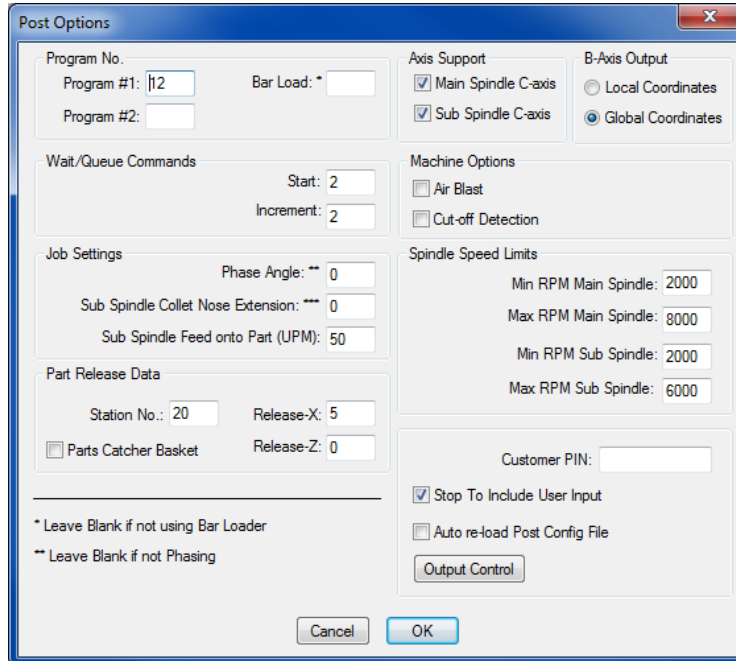 Post Options
X
Program No.
Program #1: 12
Bar Load: *
Program #2:
Axis Support
Main Spindle C-axis
Sub Spindle C-axis
B-Axis Output
Local Coordinates
Global Coordinates
Wait/Queue Commands
Start: 2
Increment: 2
Machine Options
Air Blast
Cut-off Detection
Job Settings
Phase Angle: ** 0
Sub Spindle Collet Nose Extension: *** 0
Sub Spindle Feed onto Part (UPM): 50
Spindle Speed Limits
Min RPM Main Spindle: 2000
Max RPM Main Spindle: 8000
Min RPM Sub Spindle: 2000
Max RPM Sub Spindle: 6000
Part Release Data
Station No.: 20
Release-X: 5
Parts Catcher Basket
Release-Z: 0
Customer PIN:
Stop To Include User Input
Auto re-load Post Config File
Output Control
* Leave Blank if not using Bar Loader
** Leave Blank if not Phasing
Cancel
OK